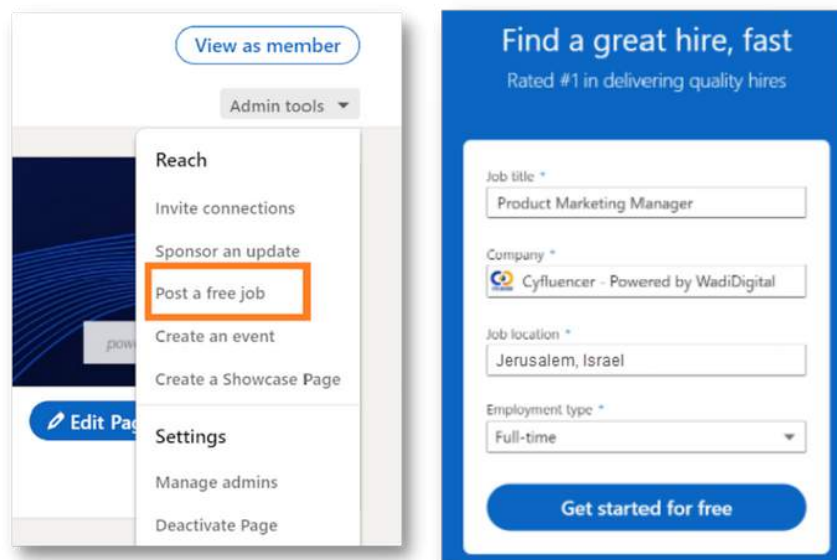 View as member
Admin tools
Reach
Invite connections
Sponsor an update
Post a free job
Create an event
Create a Showcase Page
Edit
Settings
Manage admins
Deactivate Page
Find a great hire, fast
Rated #1 in delivering quality hires
Job title *
Product Marketing Manager
Company *
Cyfluencer - Powered by WadiDigital
Job location *
Jerusalem, Israel
Employment type *
Full-time
Get started for free